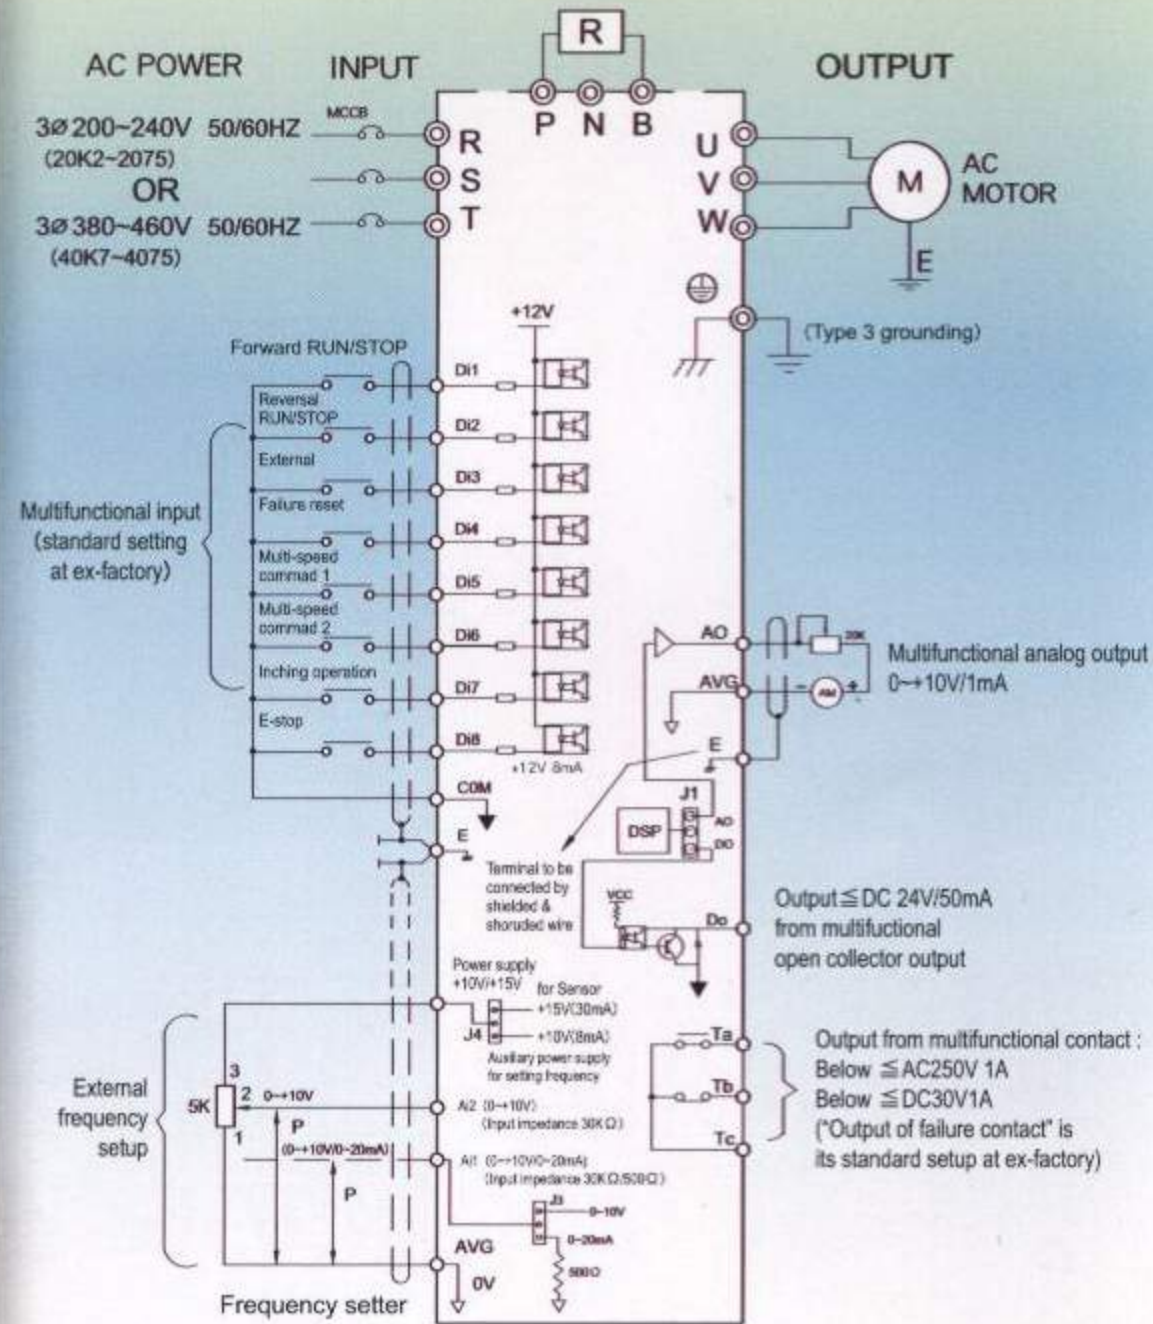 R
AC POWER
INPUT
OUTPUT
P N B
MCCB
3Ø 200~240V 50/60HZ
(20K2~2075)
OR
3Ø 380~460V 50/60HZ
(40K7~4075)
R
S
T
U
V
W
M
AC
MOTOR
E
(Type 3 grounding)
+12V
Forward RUN/STOP
Di1
Reversal
RUN/STOP
Di2
External
Di3
Failure reset
Di4
Multi-speed
commad 1
Di5
Multi-speed
commad 2
Di6
Inching operation
Di7
E-stop
Di8
+12V 8mA
COM
E
Multifunctional input
(standard setting
at ex-factory)
AO
20K
AVG
- AM +
Multifunctional analog output
0~+10V/1mA
E
J1
DSP
AO
DO
Terminal to be
connected by
shielded &
shoruded wire
VCC
Do
Output≦DC 24V/50mA
from multifuctional
open collector output
Power supply
+10V/+15V
for Sensor
+15V(30mA)
J4
+10V(8mA)
Auxiliary power supply
for setting frequency
Ta
Tb
Tc
Output from multifunctional contact :
Below ≦AC250V 1A
Below ≦DC30V1A
("Output of failure contact" is
its standard setup at ex-factory)
External
frequency
setup
5K
3
2
1
0~+10V
P
(0~+10V/0~20mA)
P
Ai2 (0~+10V)
(Input impedance 30KΩ)
Ai1 (0~+10V/0~20mA)
(Input impedance 30KΩ/500Ω)
J3
0~10V
0~20mA
500Ω
AVG
0V
Frequency setter